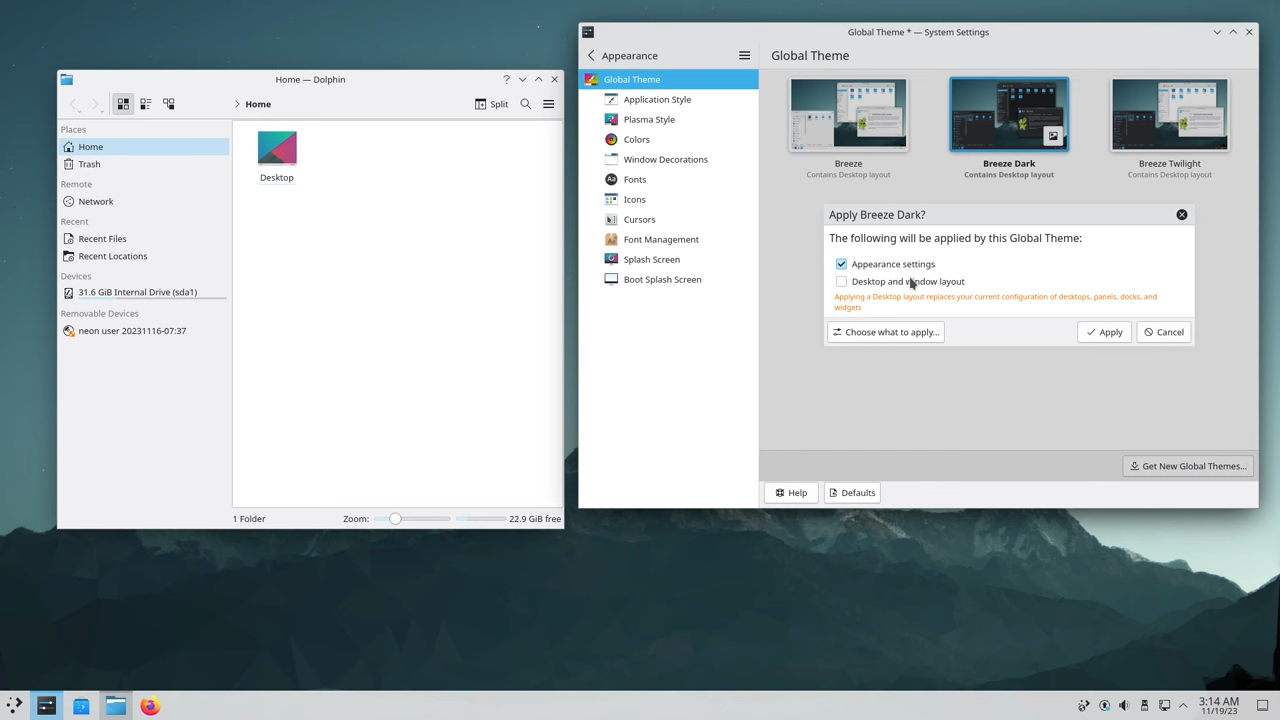 Home — Dolphin
Home
Split
Places
Home
Trash
Remote
Network
Recent
Recent Files
Recent Locations
Devices
31.6 GiB Internal Drive (sda1)
Removable Devices
neon user 20231116-07:37
Desktop
1 Folder
Zoom:
22.9 GiB free
Global Theme * — System Settings
Appearance
Global Theme
Global Theme
Application Style
Plasma Style
Colors
Window Decorations
Aa
Fonts
Icons
Cursors
Font Management
Splash Screen
Boot Splash Screen
Breeze
Contains Desktop layout
Breeze Dark
Contains Desktop layout
Breeze Twilight
Contains Desktop layout
Apply Breeze Dark?
The following will be applied by this Global Theme:
Appearance settings
Desktop and window layout
Applying a Desktop layout replaces your current configuration of desktops, panels, docks, and
widgets
Choose what to apply...
Apply
Cancel
Get New Global Themes...
Help
Defaults
3:14 AM
11/19/23